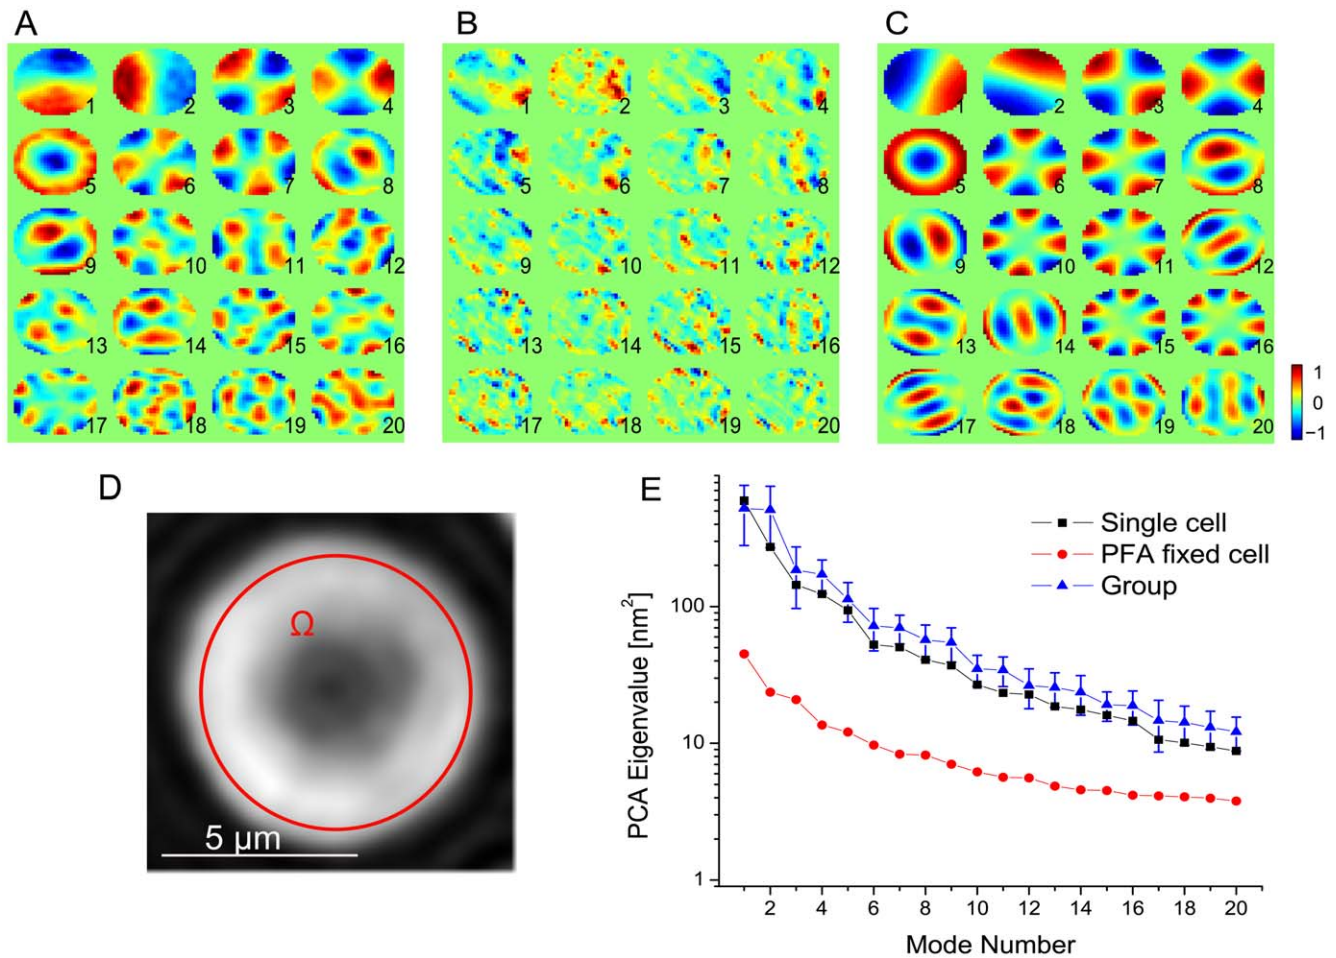 A
1 2 3 4
5 6 7 8
9 10 11 12
13 14 15 16
17 18 19 20
B
1 2 3 4
5 6 7 8
9 10 11 12
13 14 15 16
17 18 19 20
C
1 2 3 4
5 6 7 8
9 10 11 12
13 14 15 16
17 18 19 20
1
0
−1
D
Ω
5 μm
E
Single cell
PFA fixed cell
Group
PCA Eigenvalue [nm²]
100
10
1
2 4 6 8 10 12 14 16 18 20
Mode Number